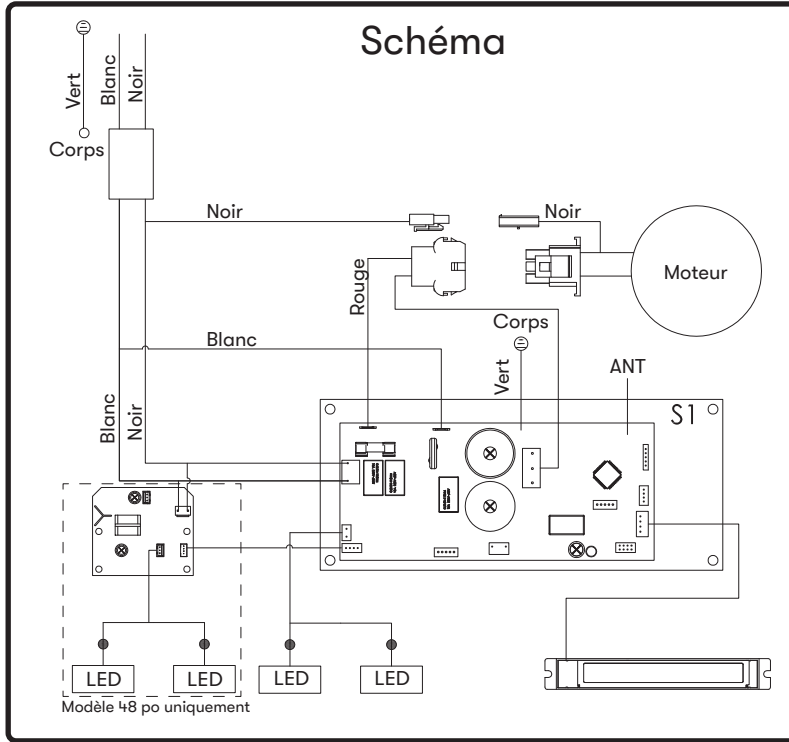 Schéma
Vert
Blanc
Noir
Corps
Noir
Noir
Moteur
Rouge
Corps
Blanc
Vert
ANT
S1
Blanc
Noir
LED
LED
LED
LED
Modèle 48 po uniquement